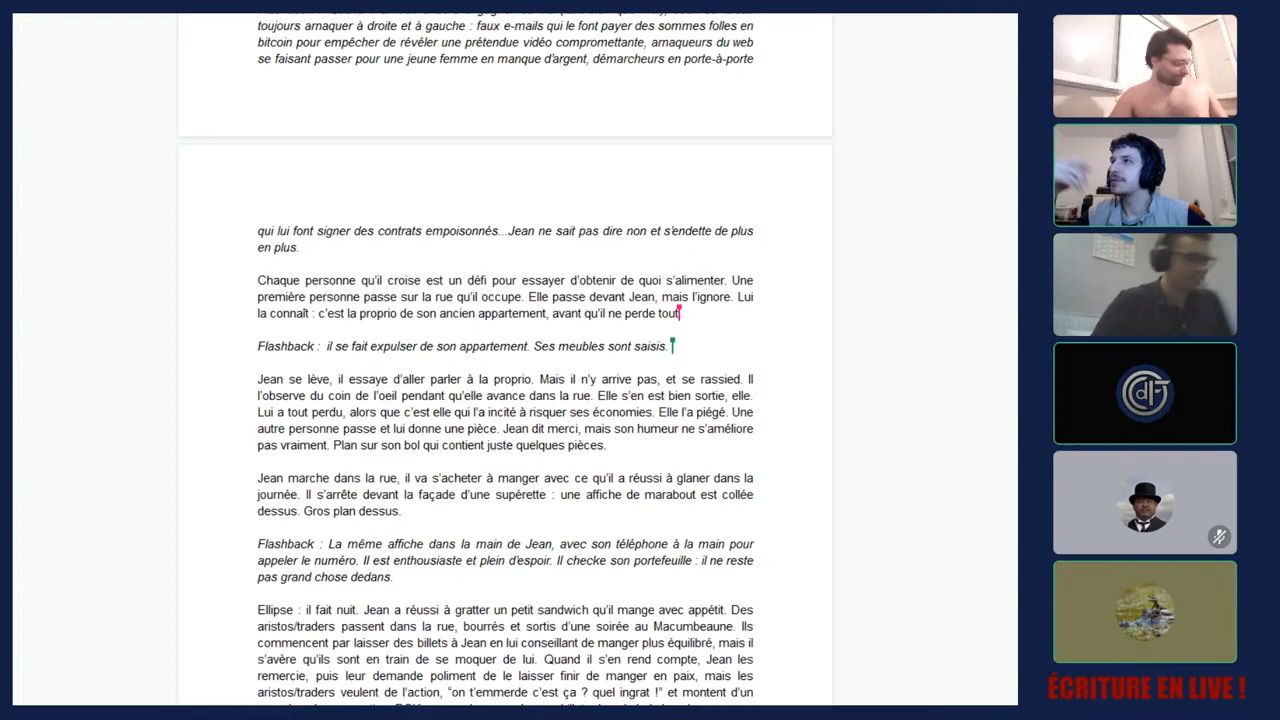 toujours arnaquer à droite et à gauche : faux e-mails qui le font payer des sommes folles en
bitcoin pour empêcher de révéler une prétendue vidéo compromettante, arnaqueurs du web
se faisant passer pour une jeune femme en manque d'argent, démarcheurs en porte-à-porte
qui lui font signer des contrats empoisonnés...Jean ne sait pas dire non et s'endette de plus
en plus.
Chaque personne qu'il croise est un défi pour essayer d'obtenir de quoi s'alimenter. Une
première personne passe sur la rue qu'il occupe. Elle passe devant Jean, mais l'ignore. Lui
la connaît : c'est la proprio de son ancien appartement, avant qu'il ne perde tout
Flashback : il se fait expulser de son appartement. Ses meubles sont saisis.
Jean se lève, il essaye d'aller parler à la proprio. Mais il n'y arrive pas, et se rassied. Il
l'observe du coin de l'oeil pendant qu'elle avance dans la rue. Elle s'en est bien sortie, elle.
Lui a tout perdu, alors que c'est elle qui l'a incité à risquer ses économies. Elle l'a piégé. Une
autre personne passe et lui donne une pièce. Jean dit merci, mais son humeur ne s'améliore
pas vraiment. Plan sur son bol qui contient juste quelques pièces.
Jean marche dans la rue, il va s'acheter à manger avec ce qu'il a réussi à glaner dans la
journée. Il s'arrête devant la façade d'une supérette : une affiche de marabout est collée
dessus. Gros plan dessus.
Flashback : La même affiche dans la main de Jean, avec son téléphone à la main pour
appeler le numéro. Il est enthousiaste et plein d'espoir. Il checke son portefeuille : il ne reste
pas grand chose dedans.
Ellipse : il fait nuit. Jean a réussi à gratter un petit sandwich qu'il mange avec appétit. Des
aristos/traders passent dans la rue, bourrés et sortis d'une soirée au Macumbeaune. Ils
commencent par laisser des billets à Jean en lui conseillant de manger plus équilibré, mais il
s'avère qu'ils sont en train de se moquer de lui. Quand il s'en rend compte, Jean les
remercie, puis leur demande poliment de le laisser finir de manger en paix, mais les
aristos/traders veulent de l'action, "on t'emmerde c'est ça ? quel ingrat !" et montent d'un
ÉCRITURE EN LIVE !